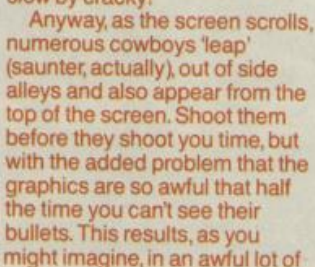 slow by cracky!
Anyway, as the screen scrolls,
numerous cowboys 'leap'
(saunter, actually), out of side
alleys and also appear from the
top of the screen. Shoot them
before they shoot you time, but
with the added problem that the
graphics are so awful that half
the time you can't see their
bullets. This results, as you
might imagine, in an awful lot of